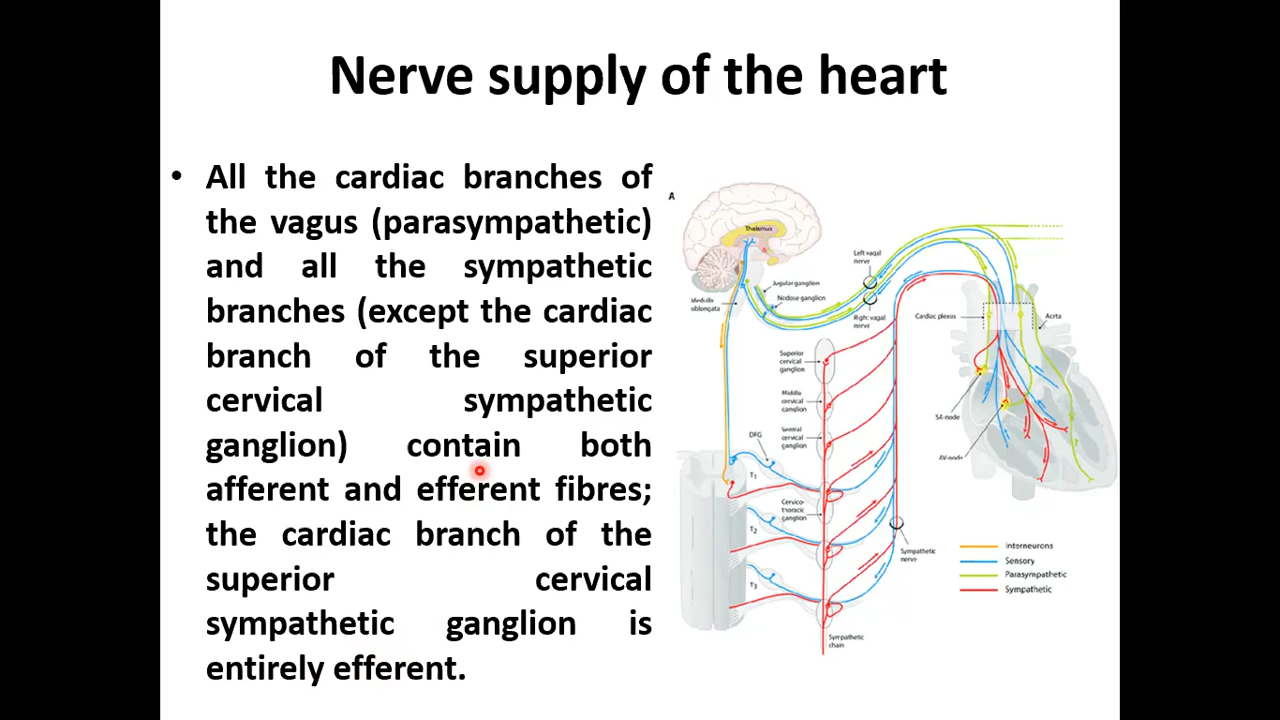 Nerve supply of the heart
• All the cardiac branches of
the vagus (parasympathetic)
and all the sympathetic
branches (except the cardiac
branch of the superior
cervical sympathetic
ganglion) contain both
afferent and efferent fibres;
the cardiac branch of the
superior cervical
sympathetic ganglion is
entirely efferent.
A
Thalamus
Jugular ganglion
Nodose ganglion
Medulla
oblongata
Left vagal
nerve
Right vagal
nerve
Cardiac plexus
Aorta
Superior
cervical
ganglion
Middle
cervical
ganglion
cervical
ganglion
SA-node
AV-node
T1
Cervico-
thoracic
ganglion
T2
T3
Sympathetic
nerve
Sympathetic
chain
Interneurons
Sensory
Parasympathetic
Sympathetic